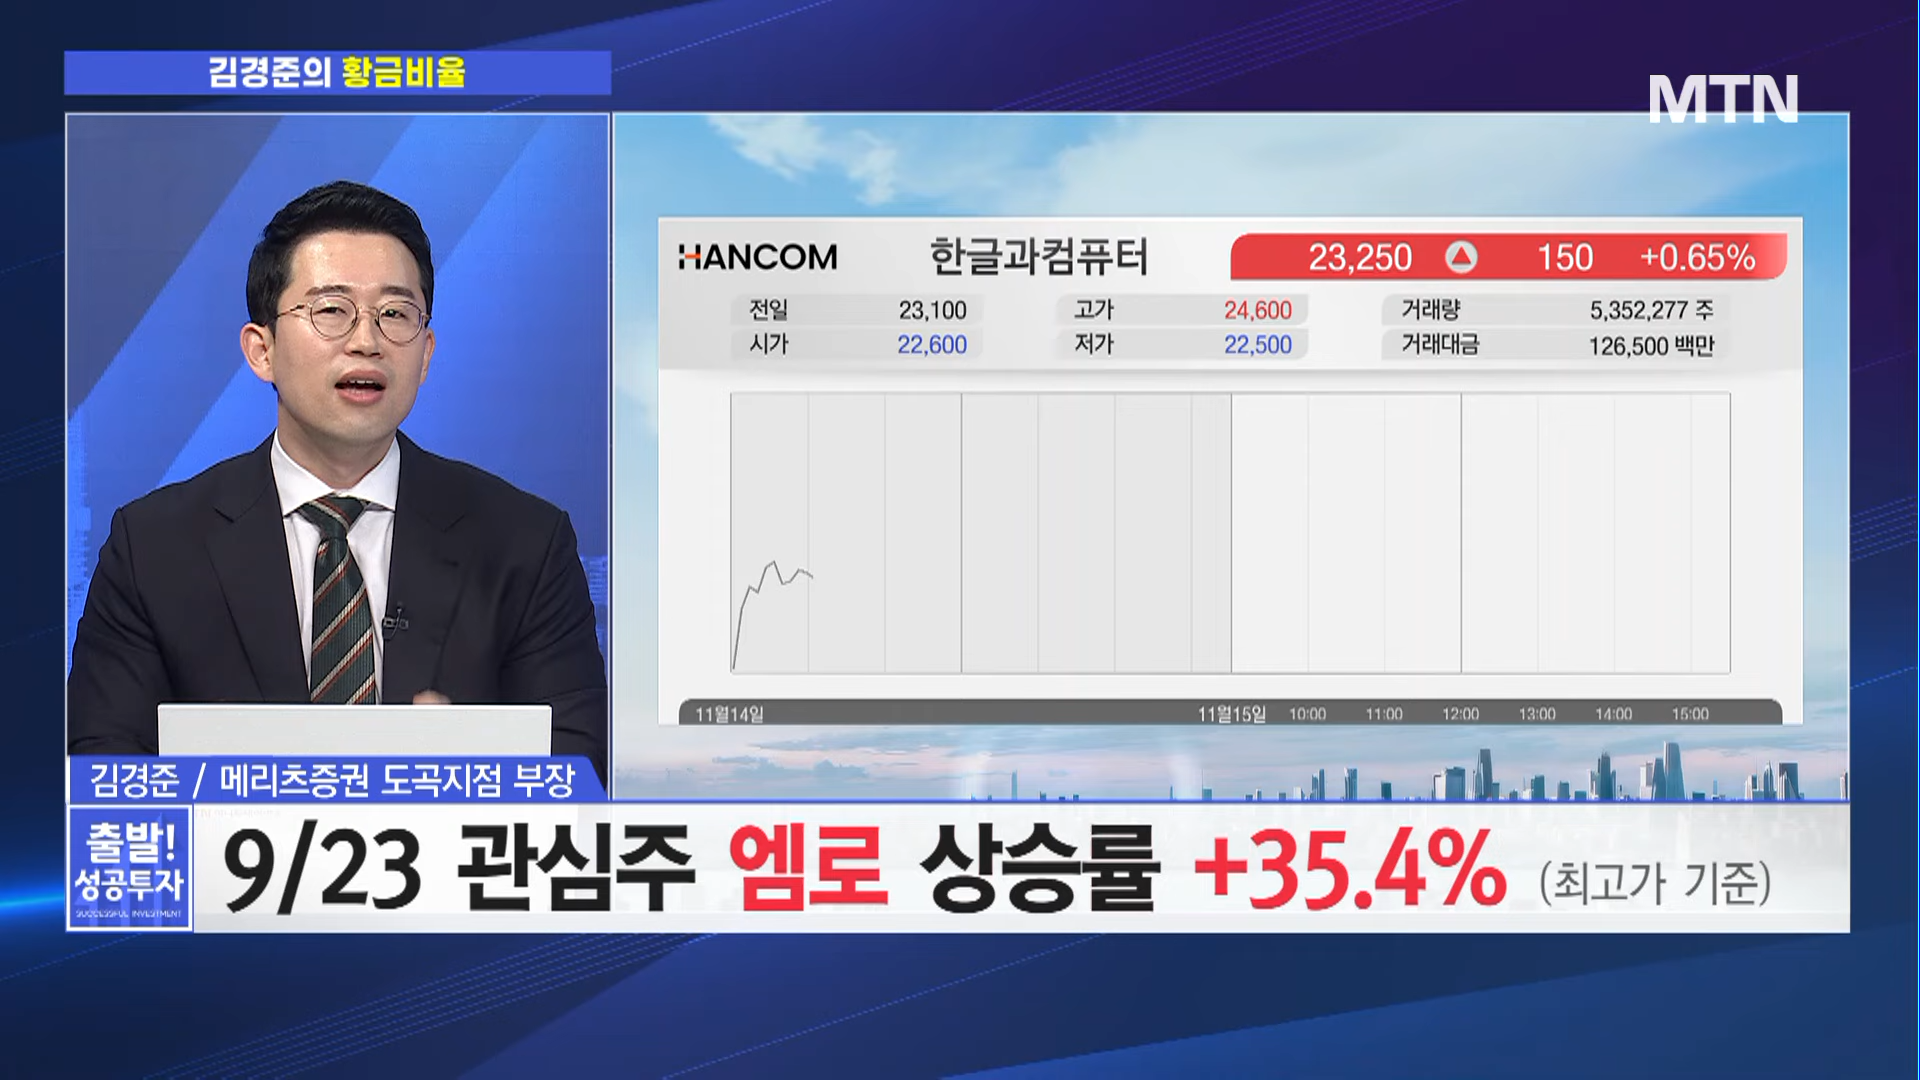 김경준의 황금비율
MTN
HANCOM 한글과컴퓨터 23,250 150 +0.65%
전일 23,100 고가 24,600 거래량 5,352,277 주
시가 22,600 저가 22,500 거래대금 126,500 백만
11월14일 11월15일 10:00 11:00 12:00 13:00 14:00 15:00
김경준 / 메리츠증권 도곡지점 부장
출발!
성공투자
SUCCESSFUL INVESTMENT
9/23 관심주 엠로 상승률 +35.4% (최고가 기준)